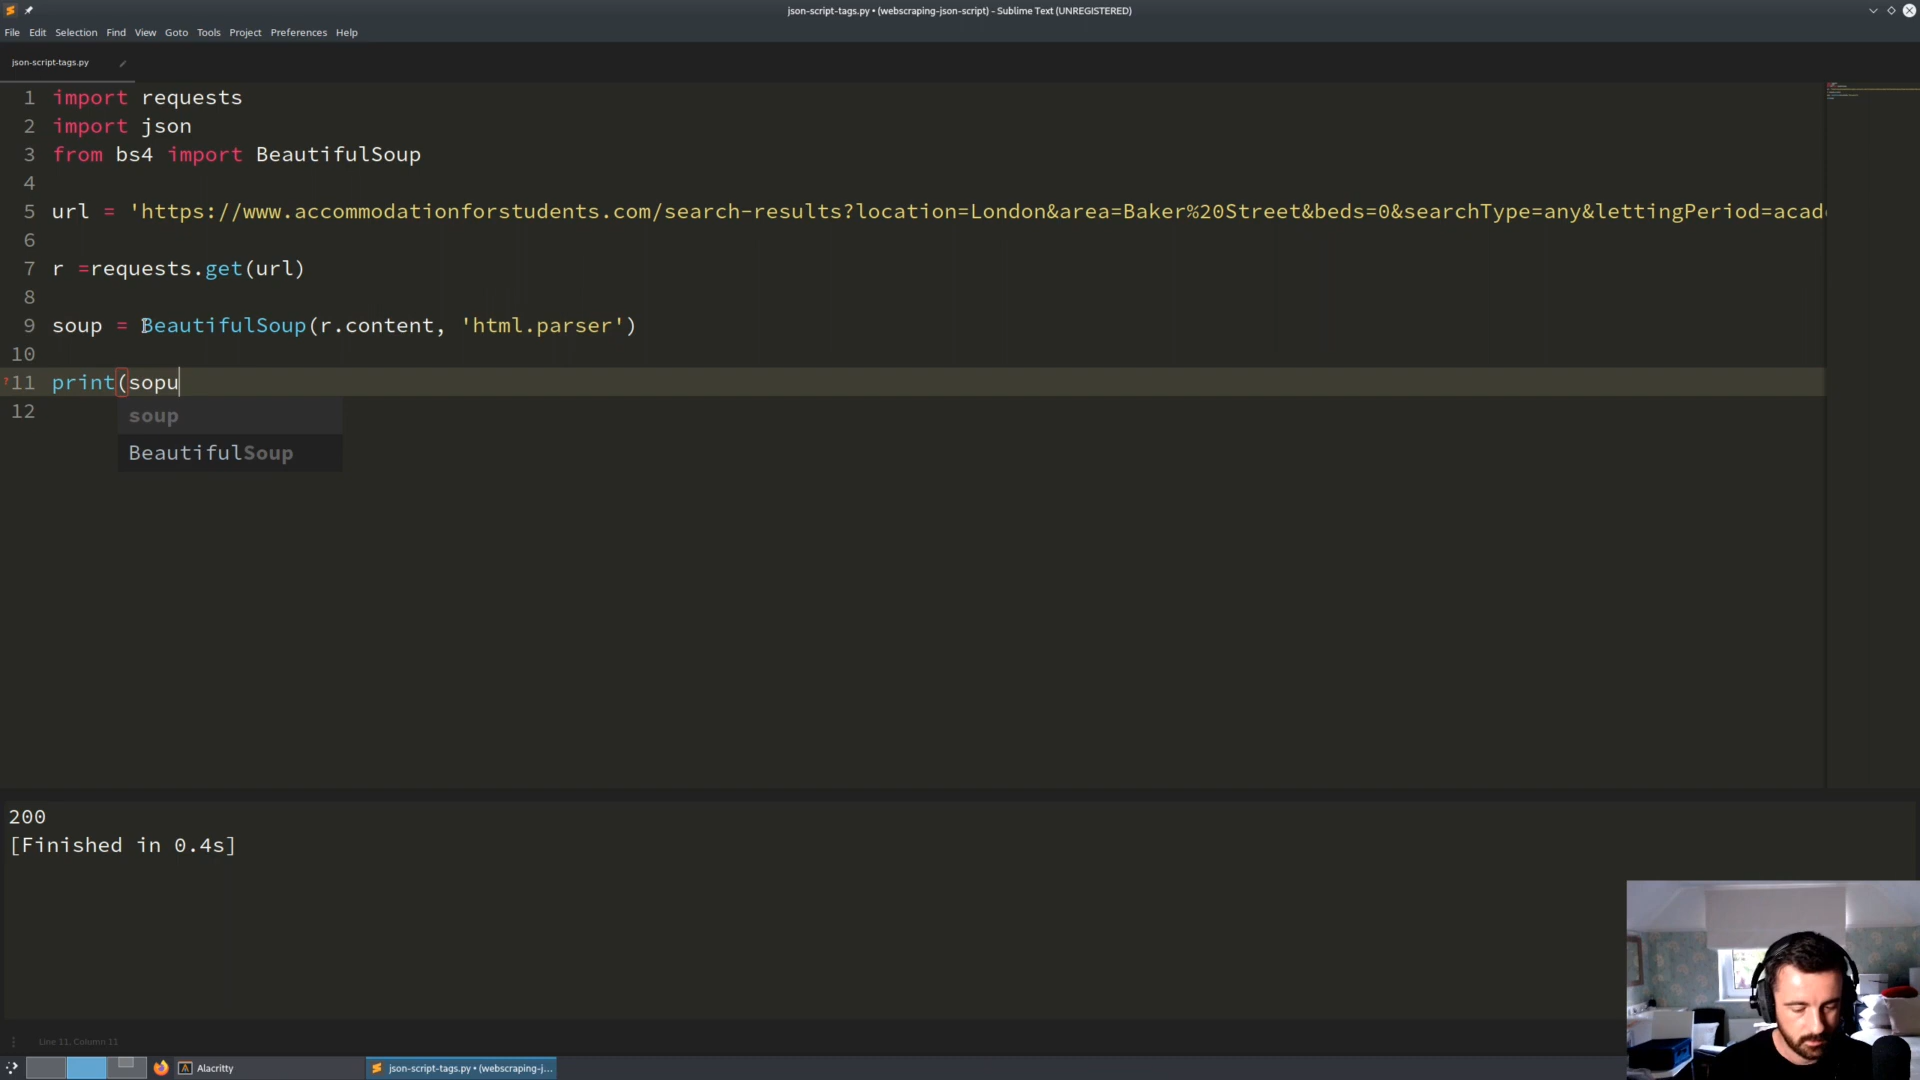 json-script-tags.py • (webscraping-json-script) - Sublime Text (UNREGISTERED)
File Edit Selection Find View Goto Tools Project Preferences Help
json-script-tags.py
1 import requests
2 import json
3 from bs4 import BeautifulSoup
4
5 url = 'https://www.accommodationforstudents.com/search-results?location=London&area=Baker%20Street&beds=0&searchType=any&lettingPeriod=acad
6
7 r =requests.get(url)
8
9 soup = BeautifulSoup(r.content, 'html.parser')
10
11 print(sopu
12
soup
BeautifulSoup
200
[Finished in 0.4s]
Line 11, Column 11
Alacritty
json-script-tags.py • (webscraping-j...